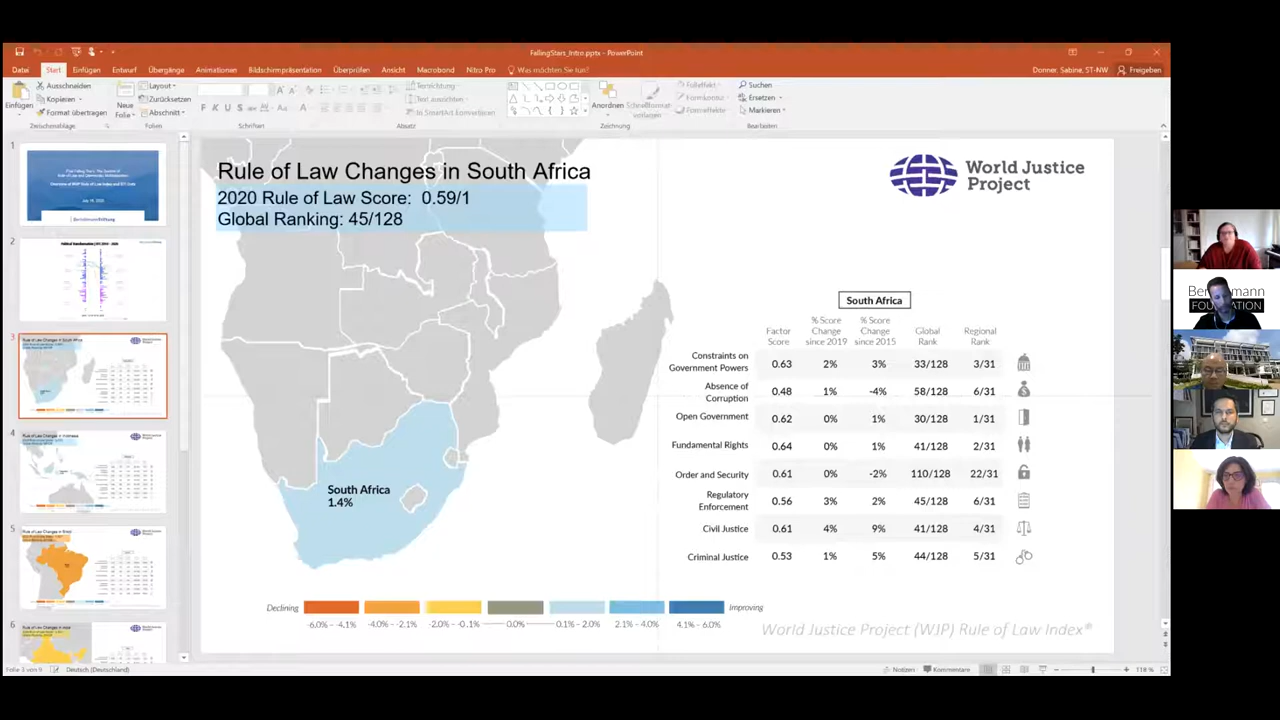 FallingStars_Intro.pptx - PowerPoint
Donner, Sabine, ST-NW
Freigeben
Datei Start Einfügen Entwurf Übergänge Animationen Bildschirmpräsentation Überprüfen Ansicht Macrobond Nitro Pro Was möchten Sie tun?
Ausschneiden
Kopieren
Format übertragen
Einfügen
Zwischenablage
Neue
Folie
Layout
Zurücksetzen
Abschnitt
Folien
F K U S
Schriftart
Textrichtung
Text ausrichten
In SmartArt konvertieren
Absatz
Anordnen
Schnellformat-
vorlagen
Fülleffekt
Formkontur
Formeffekte
Zeichnung
Suchen
Ersetzen
Markieren
Bearbeiten
1
2
3
4
5
6
Rule of Law Changes in South Africa
2020 Rule of Law Score: 0.59/1
Global Ranking: 45/128
World Justice
Project
South Africa
1.4%
South Africa
Factor Score % Score Change since 2019 % Score Change since 2015 Global Rank Regional Rank
Constraints on Government Powers 0.63 2% 3% 33/128 3/31
Absence of Corruption 0.48 1% -4% 58/128 6/31
Open Government 0.62 0% 1% 30/128 1/31
Fundamental Rights 0.64 0% 1% 41/128 2/31
Order and Security 0.61 0% -2% 110/128 22/31
Regulatory Enforcement 0.56 3% 2% 45/128 6/31
Civil Justice 0.61 4% 9% 41/128 4/31
Criminal Justice 0.53 1% 5% 44/128 5/31
Declining Improving
-6.0% – -4.1% -4.0% – -2.1% -2.0% – -0.1% 0.0% 0.1% – 2.0% 2.1% – 4.0% 4.1% – 6.0%
World Justice Project (WJP) Rule of Law Index®
Folie 3 von 9
Deutsch (Deutschland)
Notizen
Kommentare
118 %